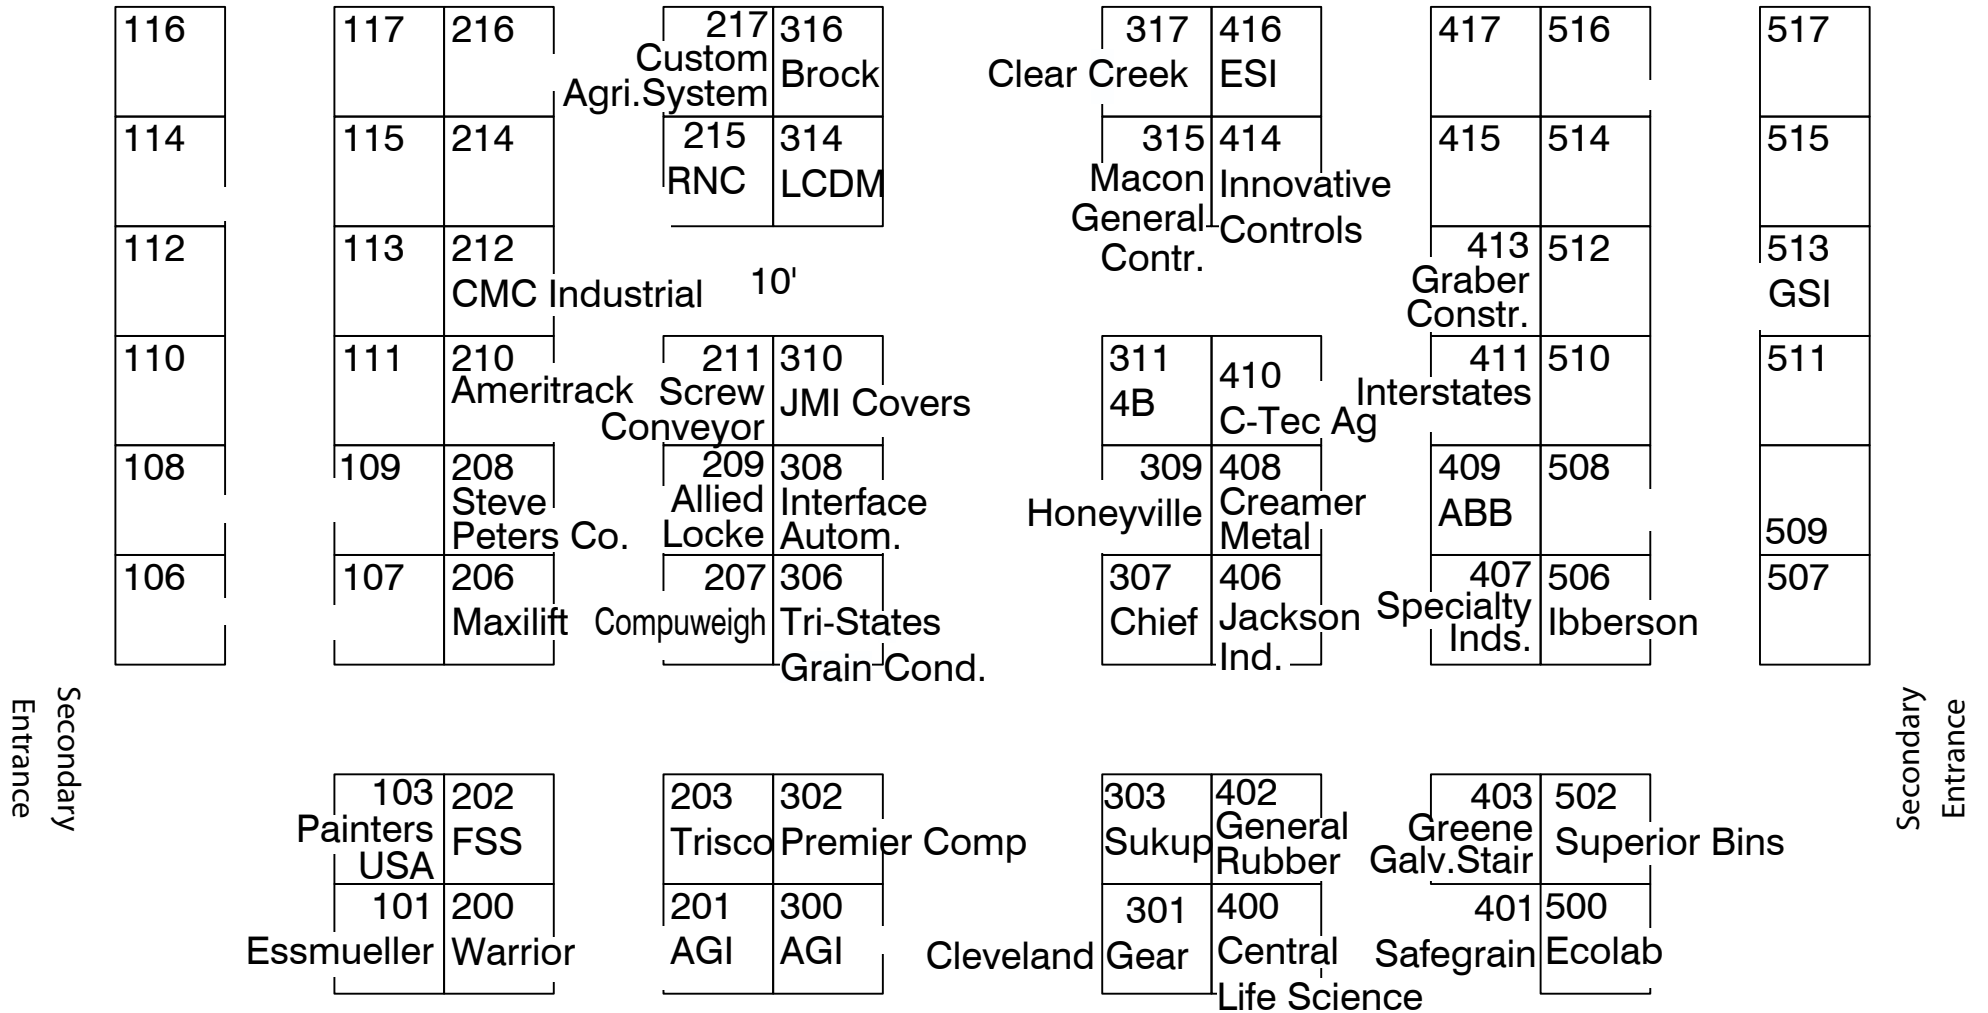 116
117
216
217
Custom
Agri.System
316
Brock
317
Clear Creek
416
ESI
417
516
517
114
115
214
215
RNC
314
LCDM
315
Macon
General
Contr.
414
Innovative
Controls
415
514
515
112
113
212
CMC Industrial
10'
413
Graber
Constr.
512
513
GSI
110
111
210
Ameritrack
211
Screw
Conveyor
310
JMI Covers
311
4B
410
C-Tec Ag
411
Interstates
510
511
108
109
208
Steve
Peters Co.
209
Allied
Locke
308
Interface
Autom.
309
Honeyville
408
Creamer
Metal
409
ABB
508
509
106
107
206
Maxilift
207
Compuweigh
306
Tri-States
Grain Cond.
307
Chief
406
Jackson
Ind.
407
Specialty
Inds.
506
Ibberson
507
Secondary
Entrance
Secondary
Entrance
103
Painters
USA
202
FSS
203
Trisco
302
Premier Comp
303
Sukup
402
General
Rubber
403
Greene
Galv.Stair
502
Superior Bins
101
Essmueller
200
Warrior
201
AGI
300
AGI
301
Cleveland Gear
400
Central
Life Science
401
Safegrain
500
Ecolab